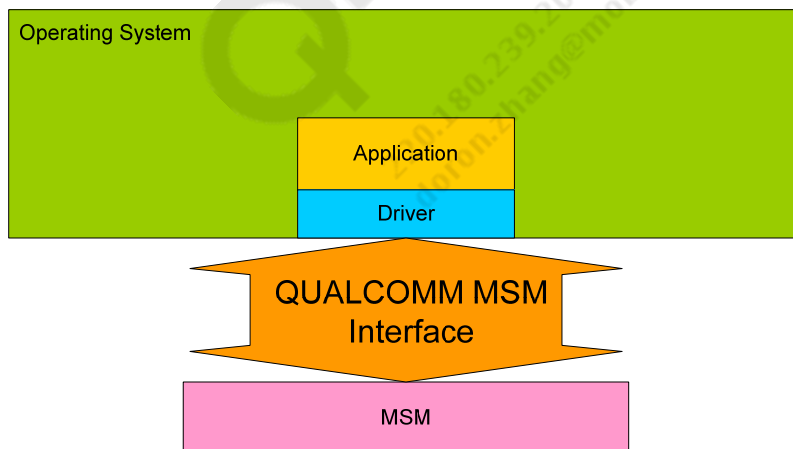 Operating System
Application
Driver
QUALCOMM MSM
Interface
MSM